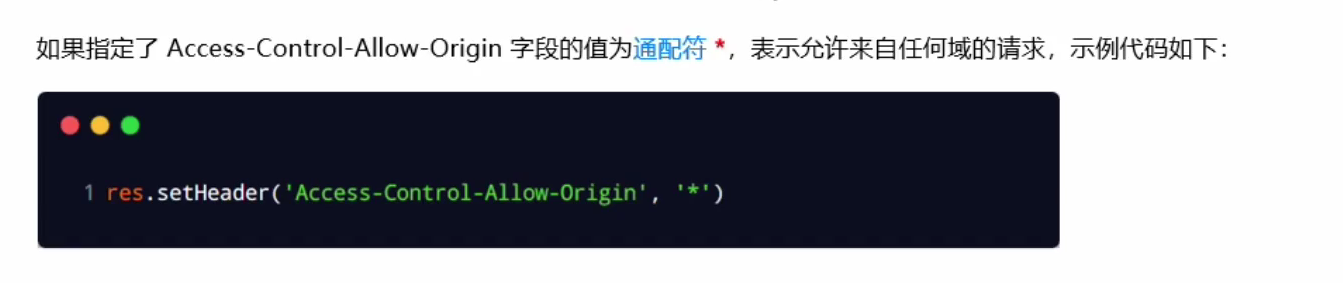 如果指定了 Access-Control-Allow-Origin 字段的值为通配符 *，表示允许来自任何域的请求，示例代码如下：
1 res.setHeader('Access-Control-Allow-Origin', '*')